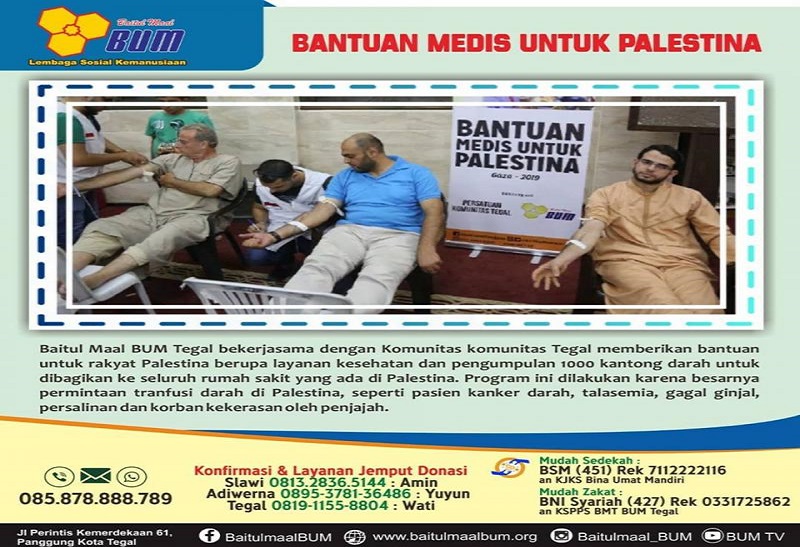 Baitul Maal
BUM
Lembaga Sosial Kemanusiaan
BANTUAN MEDIS UNTUK PALESTINA
BANTUAN
MEDIS UNTUK
PALESTINA
Gaza - 2019
PERSATUAN
KOMUNITAS TEGAL
BUM
Baitul Maal BUM Tegal bekerjasama dengan Komunitas komunitas Tegal memberikan bantuan
untuk rakyat Palestina berupa layanan kesehatan dan pengumpulan 1000 kantong darah untuk
dibagikan ke seluruh rumah sakit yang ada di Palestina. Program ini dilakukan karena besarnya
permintaan tranfusi darah di Palestina, seperti pasien kanker darah, talasemia, gagal ginjal,
persalinan dan korban kekerasan oleh penjajah.
085.878.888.789
Konfirmasi & Layanan Jemput Donasi
Slawi 0813.2836.5144 : Amin
Adiwerna 0895-3781-36486 : Yuyun
Tegal 0819-1155-8804 : Wati
Mudah Sedekah :
BSM (451) Rek 7112222116
an KJKS Bina Umat Mandiri
Mudah Zakat :
BNI Syariah (427) Rek 0331725862
an KSPPS BMT BUM Tegal
Jl Perintis Kemerdekaan 61,
Panggung Kota Tegal
BaitulmaalBUM
www.baitulmaalbum.org
Baitulmaal_BUM
BUM TV